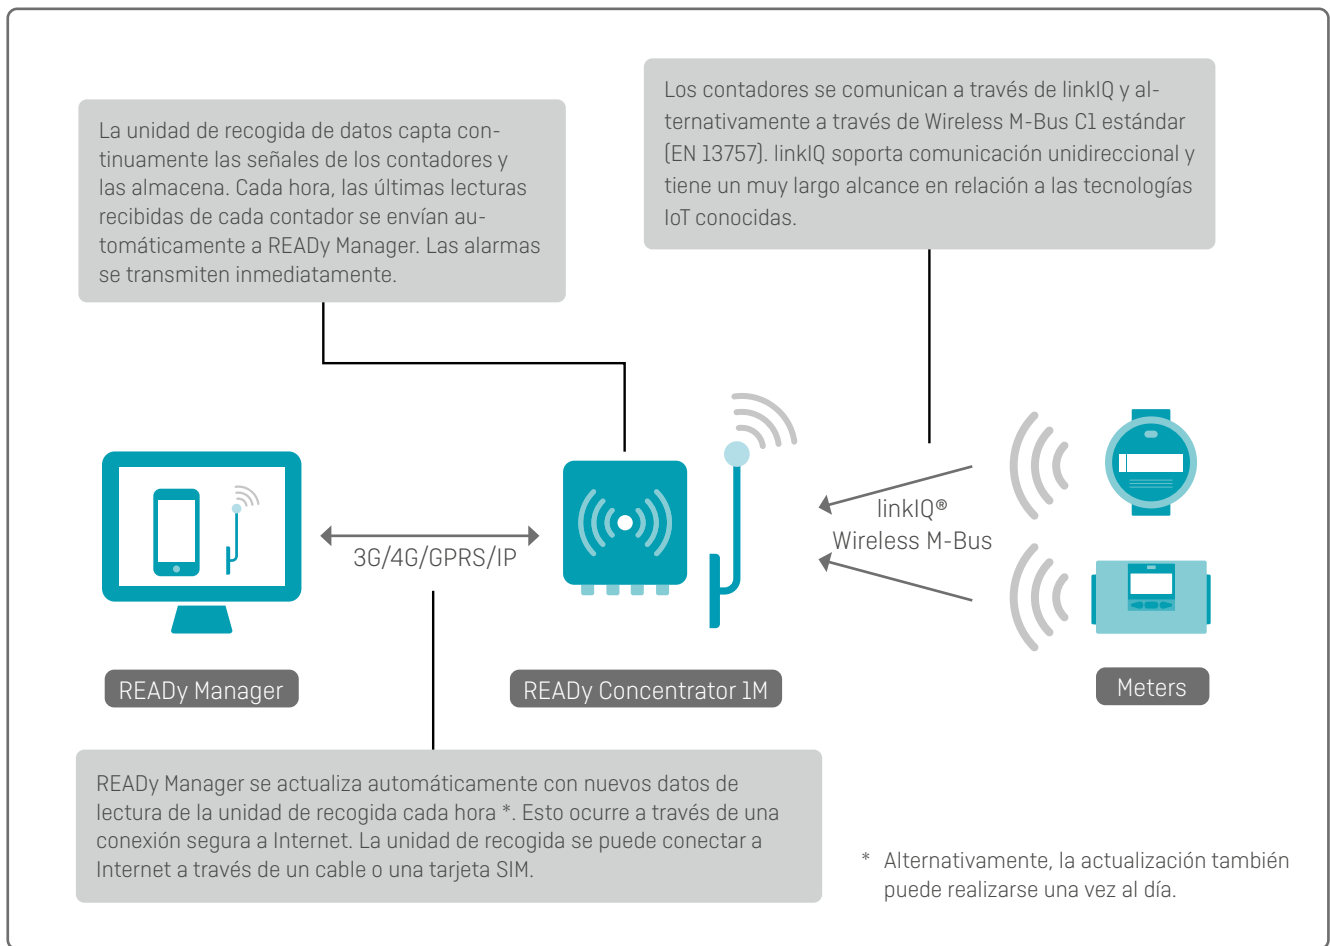 La unidad de recogida de datos capta con-
tinuamente las señales de los contadores y
las almacena. Cada hora, las últimas lecturas
recibidas de cada contador se envían au-
tomáticamente a READy Manager. Las alarmas
se transmiten inmediatamente.
Los contadores se comunican a través de linkIQ y al-
ternativamente a través de Wireless M-Bus C1 estándar
(EN 13757). linkIQ soporta comunicación unidireccional y
tiene un muy largo alcance en relación a las tecnologías
IoT conocidas.
3G/4G/GPRS/IP
linkIQ®
Wireless M-Bus
READy Manager
READy Concentrator 1M
Meters
READy Manager se actualiza automáticamente con nuevos datos de
lectura de la unidad de recogida cada hora *. Esto ocurre a través de una
conexión segura a Internet. La unidad de recogida se puede conectar a
Internet a través de un cable o una tarjeta SIM.
* Alternativamente, la actualización también
puede realizarse una vez al día.